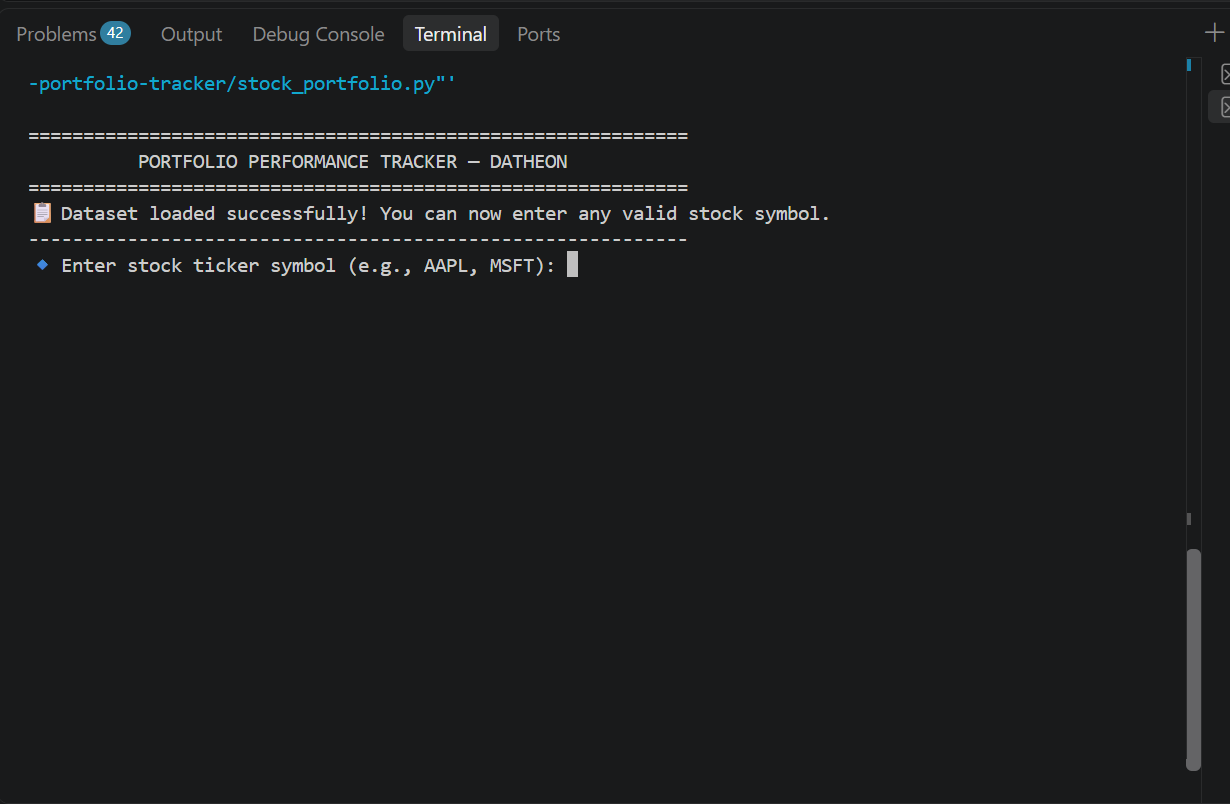 Problems 42 Output Debug Console Terminal Ports
-portfolio-tracker/stock_portfolio.py"'
============================================================
PORTFOLIO PERFORMANCE TRACKER — DATHEON
============================================================
📋 Dataset loaded successfully! You can now enter any valid stock symbol.
------------------------------------------------------------
🔹 Enter stock ticker symbol (e.g., AAPL, MSFT):